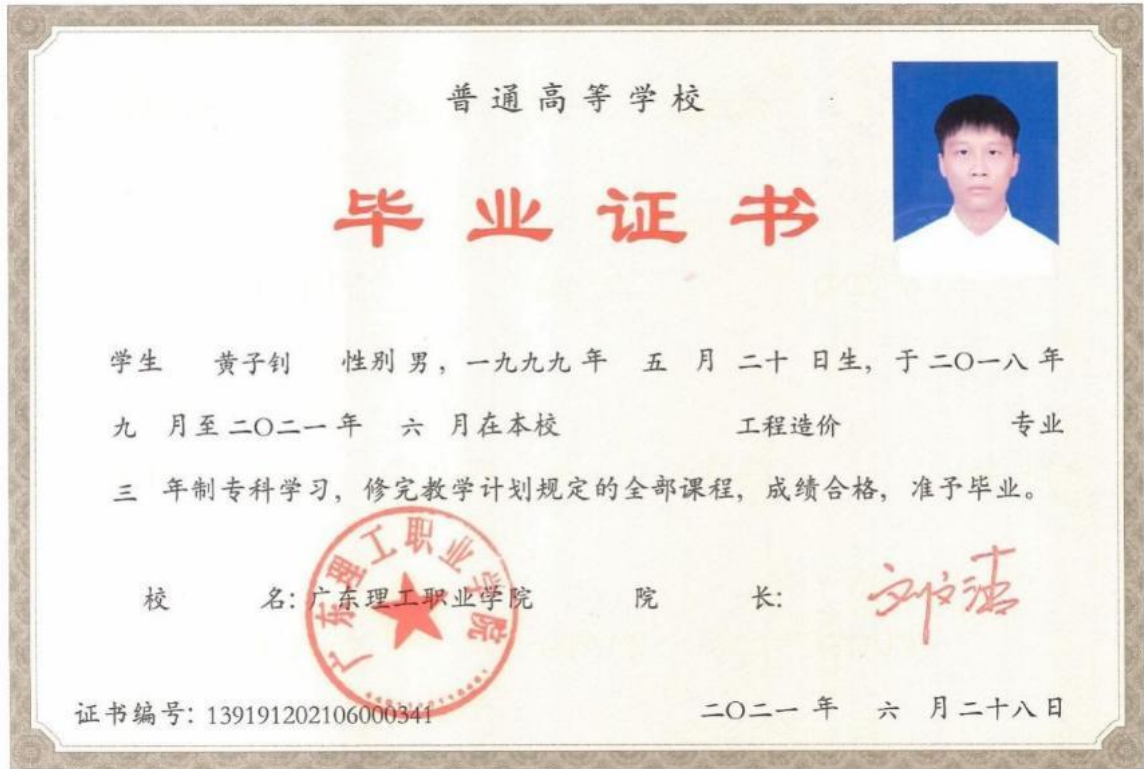 普通高等学校
毕业证书
学生 黄子钊 性别 男，一九九九 年 五 月 二十 日生，于 二〇一八 年
九 月至 二〇二一 年 六 月在本校 工程造价 专业
三 年制专科学习，修完教学计划规定的全部课程，成绩合格，准予毕业。
广东理工职业学院
校 名：广东理工职业学院 院 长：
证书编号：139191202106000341 二〇二一 年 六 月 二十八 日